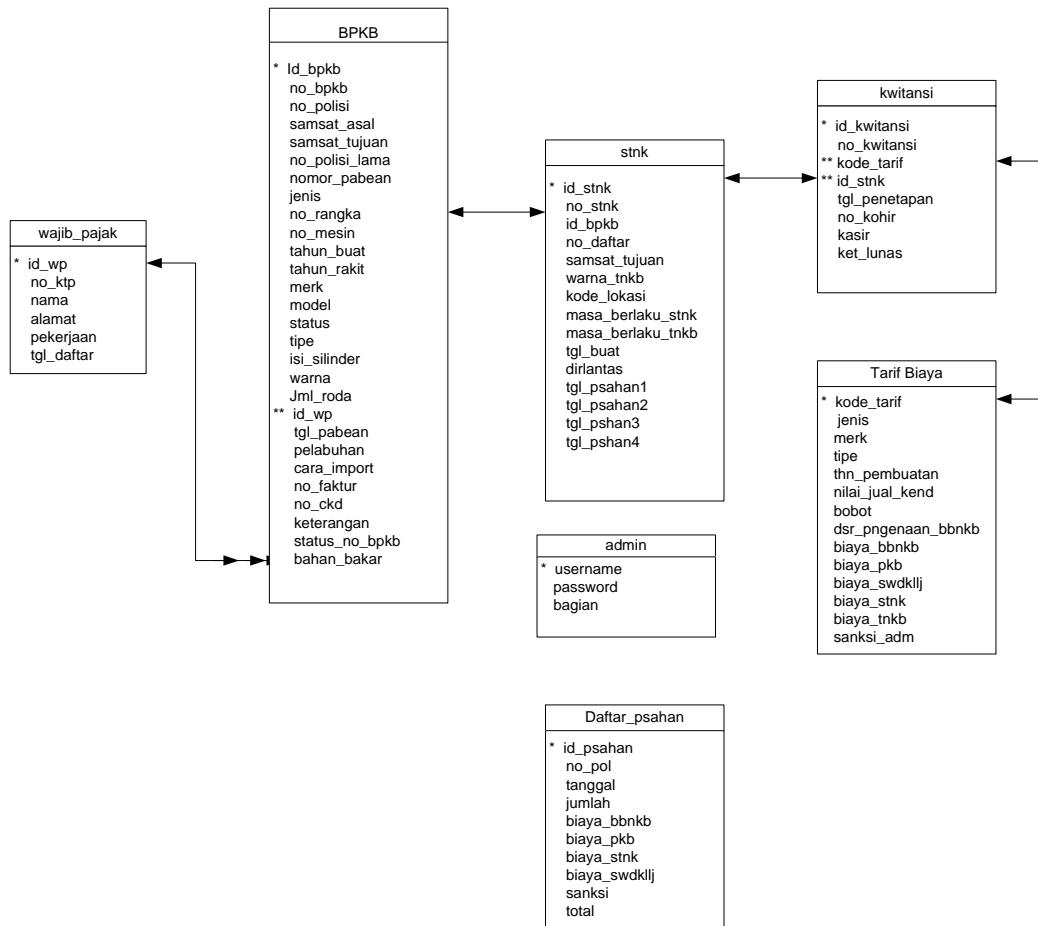 BPKB
* Id_bpkb
no_bpkb
no_polisi
samsat_asal
samsat_tujuan
no_polisi_lama
nomor_pabean
jenis
no_rangka
no_mesin
tahun_buat
tahun_rakit
merk
model
status
tipe
isi_silinder
warna
Jml_roda
** id_wp
tgl_pabean
pelabuhan
cara_import
no_faktur
no_ckd
keterangan
status_no_bpkb
bahan_bakar
wajib_pajak
* id_wp
no_ktp
nama
alamat
pekerjaan
tgl_daftar
stnk
* id_stnk
no_stnk
id_bpkb
no_daftar
samsat_tujuan
warna_tnkb
kode_lokasi
masa_berlaku_stnk
masa_berlaku_tnkb
tgl_buat
dirlantas
tgl_psahan1
tgl_psahan2
tgl_pshan3
tgl_pshan4
kwitansi
* id_kwitansi
no_kwitansi
** kode_tarif
** id_stnk
tgl_penetapan
no_kohir
kasir
ket_lunas
Tarif Biaya
* kode_tarif
jenis
merk
tipe
thn_pembuatan
nilai_jual_kend
bobot
dsr_pngenaan_bbnkb
biaya_bbnkb
biaya_pkb
biaya_swdkllj
biaya_stnk
biaya_tnkb
sanksi_adm
admin
* username
password
bagian
Daftar_psahan
* id_psahan
no_pol
tanggal
jumlah
biaya_bbnkb
biaya_pkb
biaya_stnk
biaya_swdkllj
sanksi
total